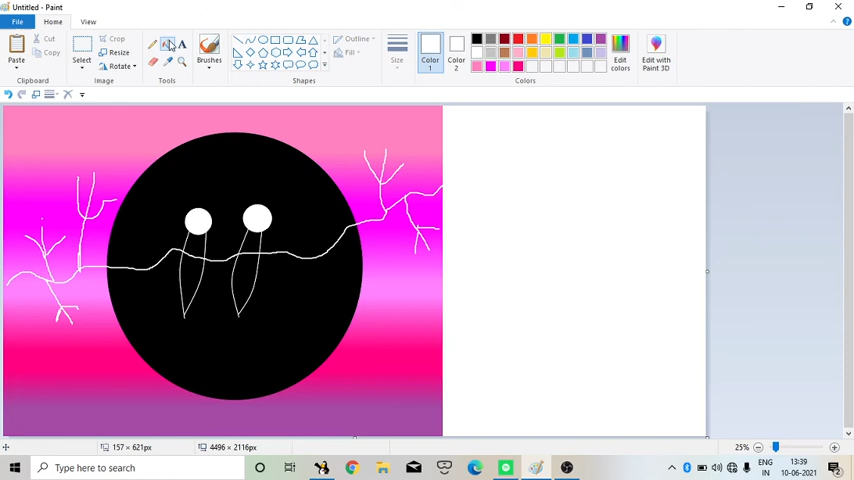 Untitled - Paint
File Home View
Paste
Cut
Copy
Clipboard
Select
Crop
Resize
Rotate
Image
A
Tools
Brushes
Outline
Fill
Shapes
Size
Color 1
Color 2
Edit colors
Colors
Edit with Paint 3D
157 × 621px
4496 × 2116px
25%
Type here to search
ENG
IN
13:39
10-06-2021
2